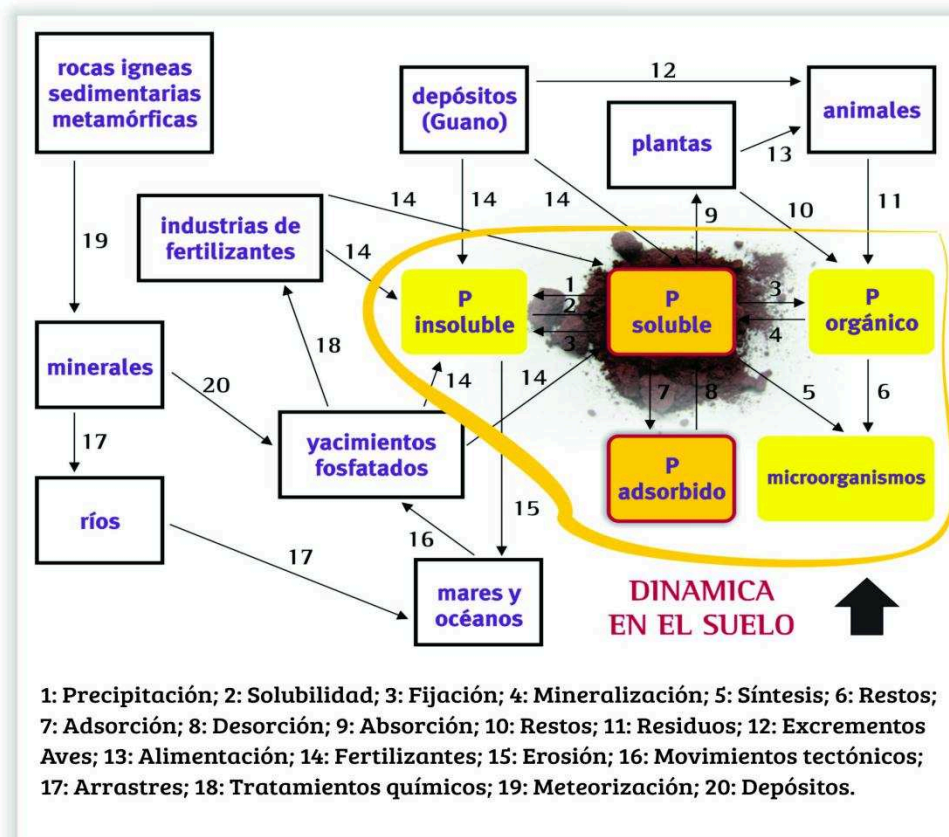 rocas igneas
sedimentarias
metamórficas
depósitos
(Guano)
12
animales
plantas
13
14
14
14
9
10
11
19
industrias de
fertilizantes
14
P
insoluble
1
2
3
P
soluble
3
4
P
orgánico
minerales
20
18
14
14
7
8
5
6
17
yacimientos
fosfatados
P
adsorbido
microorganismos
ríos
15
16
17
mares y
océanos
DINAMICA
EN EL SUELO
1: Precipitación; 2: Solubilidad; 3: Fijación; 4: Mineralización; 5: Síntesis; 6: Restos;
7: Adsorción; 8: Desorción; 9: Absorción; 10: Restos; 11: Residuos; 12: Excrementos
Aves; 13: Alimentación; 14: Fertilizantes; 15: Erosión; 16: Movimientos tectónicos;
17: Arrastres; 18: Tratamientos químicos; 19: Meteorización; 20: Depósitos.